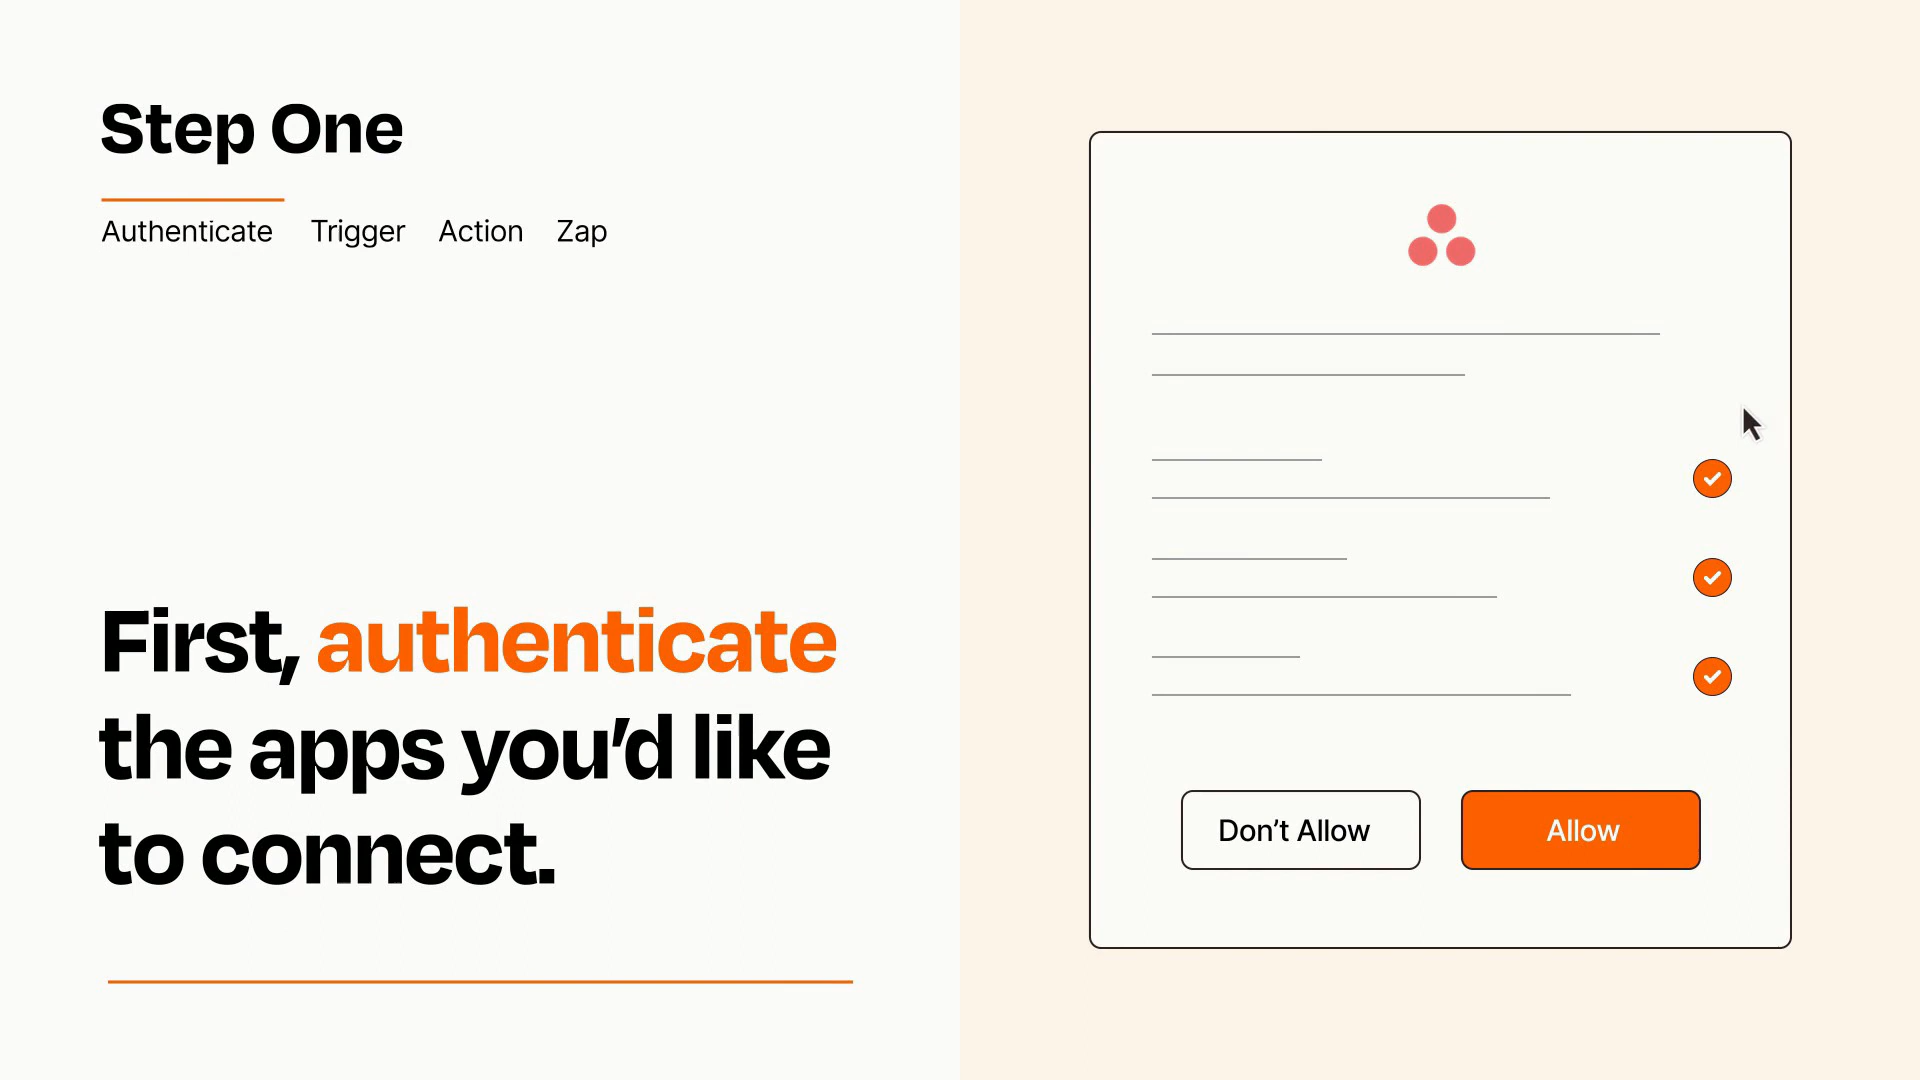 Step One
Authenticate Trigger Action Zap
First, authenticate
the apps you’d like
to connect.
Don’t Allow
Allow